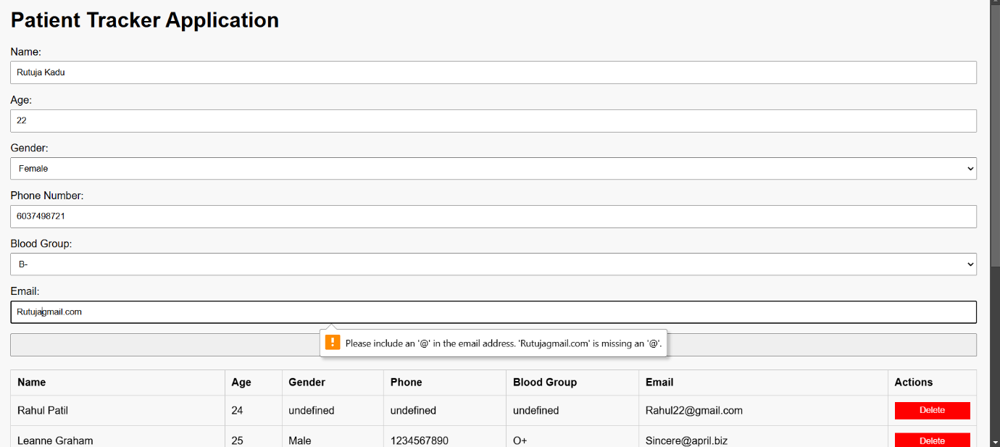 Patient Tracker Application
Name:
Rutuja Kadu
Age:
22
Gender:
Female
Phone Number:
6037498721
Blood Group:
B-
Email:
Rutujagmail.com
Please include an '@' in the email address. 'Rutujagmail.com' is missing an '@'.
Name Age Gender Phone Blood Group Email Actions
Rahul Patil 24 undefined undefined undefined Rahul22@gmail.com Delete
Leanne Graham 25 Male 1234567890 O+ Sincere@april.biz Delete